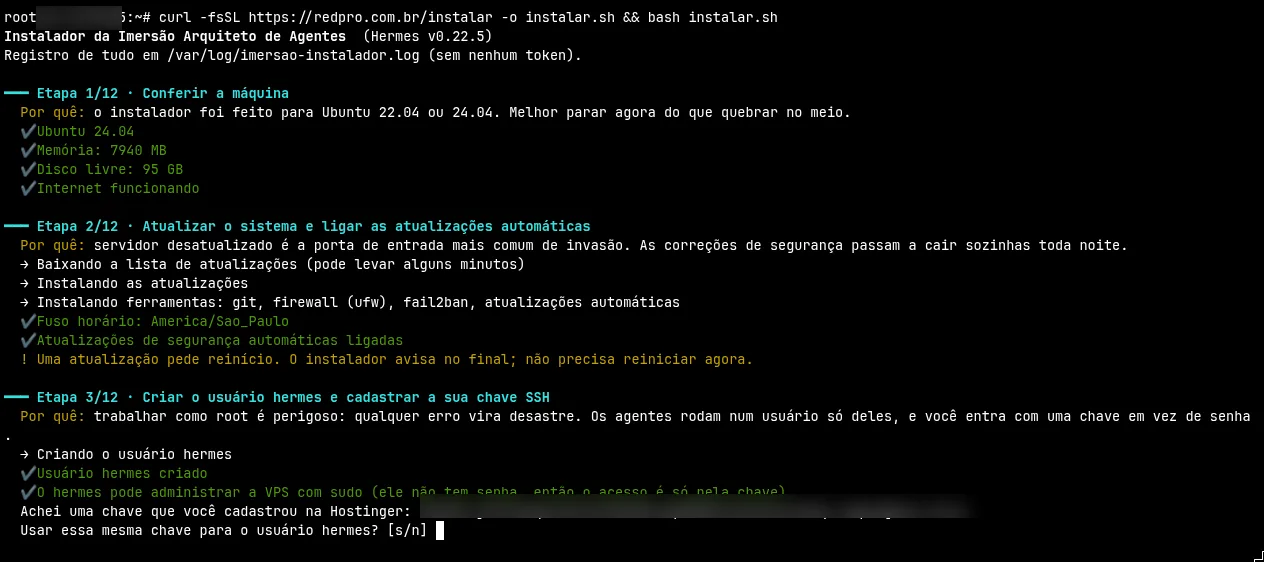 root 5:~# curl -fsSL https://redpro.com.br/instalar -o instalar.sh && bash instalar.sh
Instalador da Imersão Arquiteto de Agentes (Hermes v0.22.5)
Registro de tudo em /var/log/imersao-instalador.log (sem nenhum token).
━━━ Etapa 1/12 · Conferir a máquina
Por quê: o instalador foi feito para Ubuntu 22.04 ou 24.04. Melhor parar agora do que quebrar no meio.
✔Ubuntu 24.04
✔Memória: 7940 MB
✔Disco livre: 95 GB
✔Internet funcionando
━━━ Etapa 2/12 · Atualizar o sistema e ligar as atualizações automáticas
Por quê: servidor desatualizado é a porta de entrada mais comum de invasão. As correções de segurança passam a cair sozinhas toda noite.
→ Baixando a lista de atualizações (pode levar alguns minutos)
→ Instalando as atualizações
→ Instalando ferramentas: git, firewall (ufw), fail2ban, atualizações automáticas
✔Fuso horário: America/Sao_Paulo
✔Atualizações de segurança automáticas ligadas
! Uma atualização pede reinício. O instalador avisa no final; não precisa reiniciar agora.
━━━ Etapa 3/12 · Criar o usuário hermes e cadastrar a sua chave SSH
Por quê: trabalhar como root é perigoso: qualquer erro vira desastre. Os agentes rodam num usuário só deles, e você entra com uma chave em vez de senha
.
→ Criando o usuário hermes
✔Usuário hermes criado
✔O hermes pode administrar a VPS com sudo (ele não tem senha, então o acesso é só pela chave)
Achei uma chave que você cadastrou na Hostinger:
Usar essa mesma chave para o usuário hermes? [s/n]